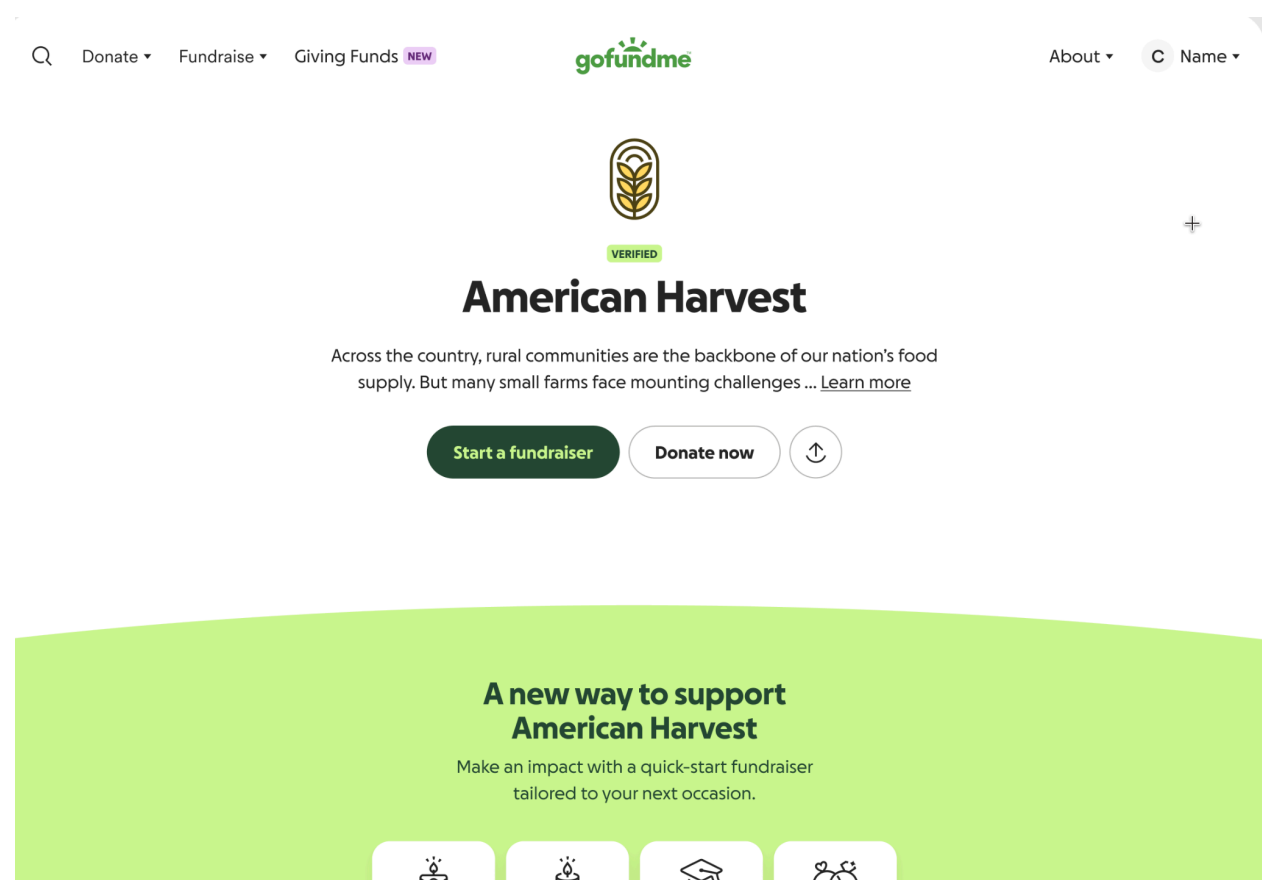 Donate
Fundraise
Giving Funds NEW
gofundme
About
C Name
VERIFIED
American Harvest
Across the country, rural communities are the backbone of our nation’s food
supply. But many small farms face mounting challenges ... Learn more
Start a fundraiser
Donate now
A new way to support
American Harvest
Make an impact with a quick-start fundraiser
tailored to your next occasion.